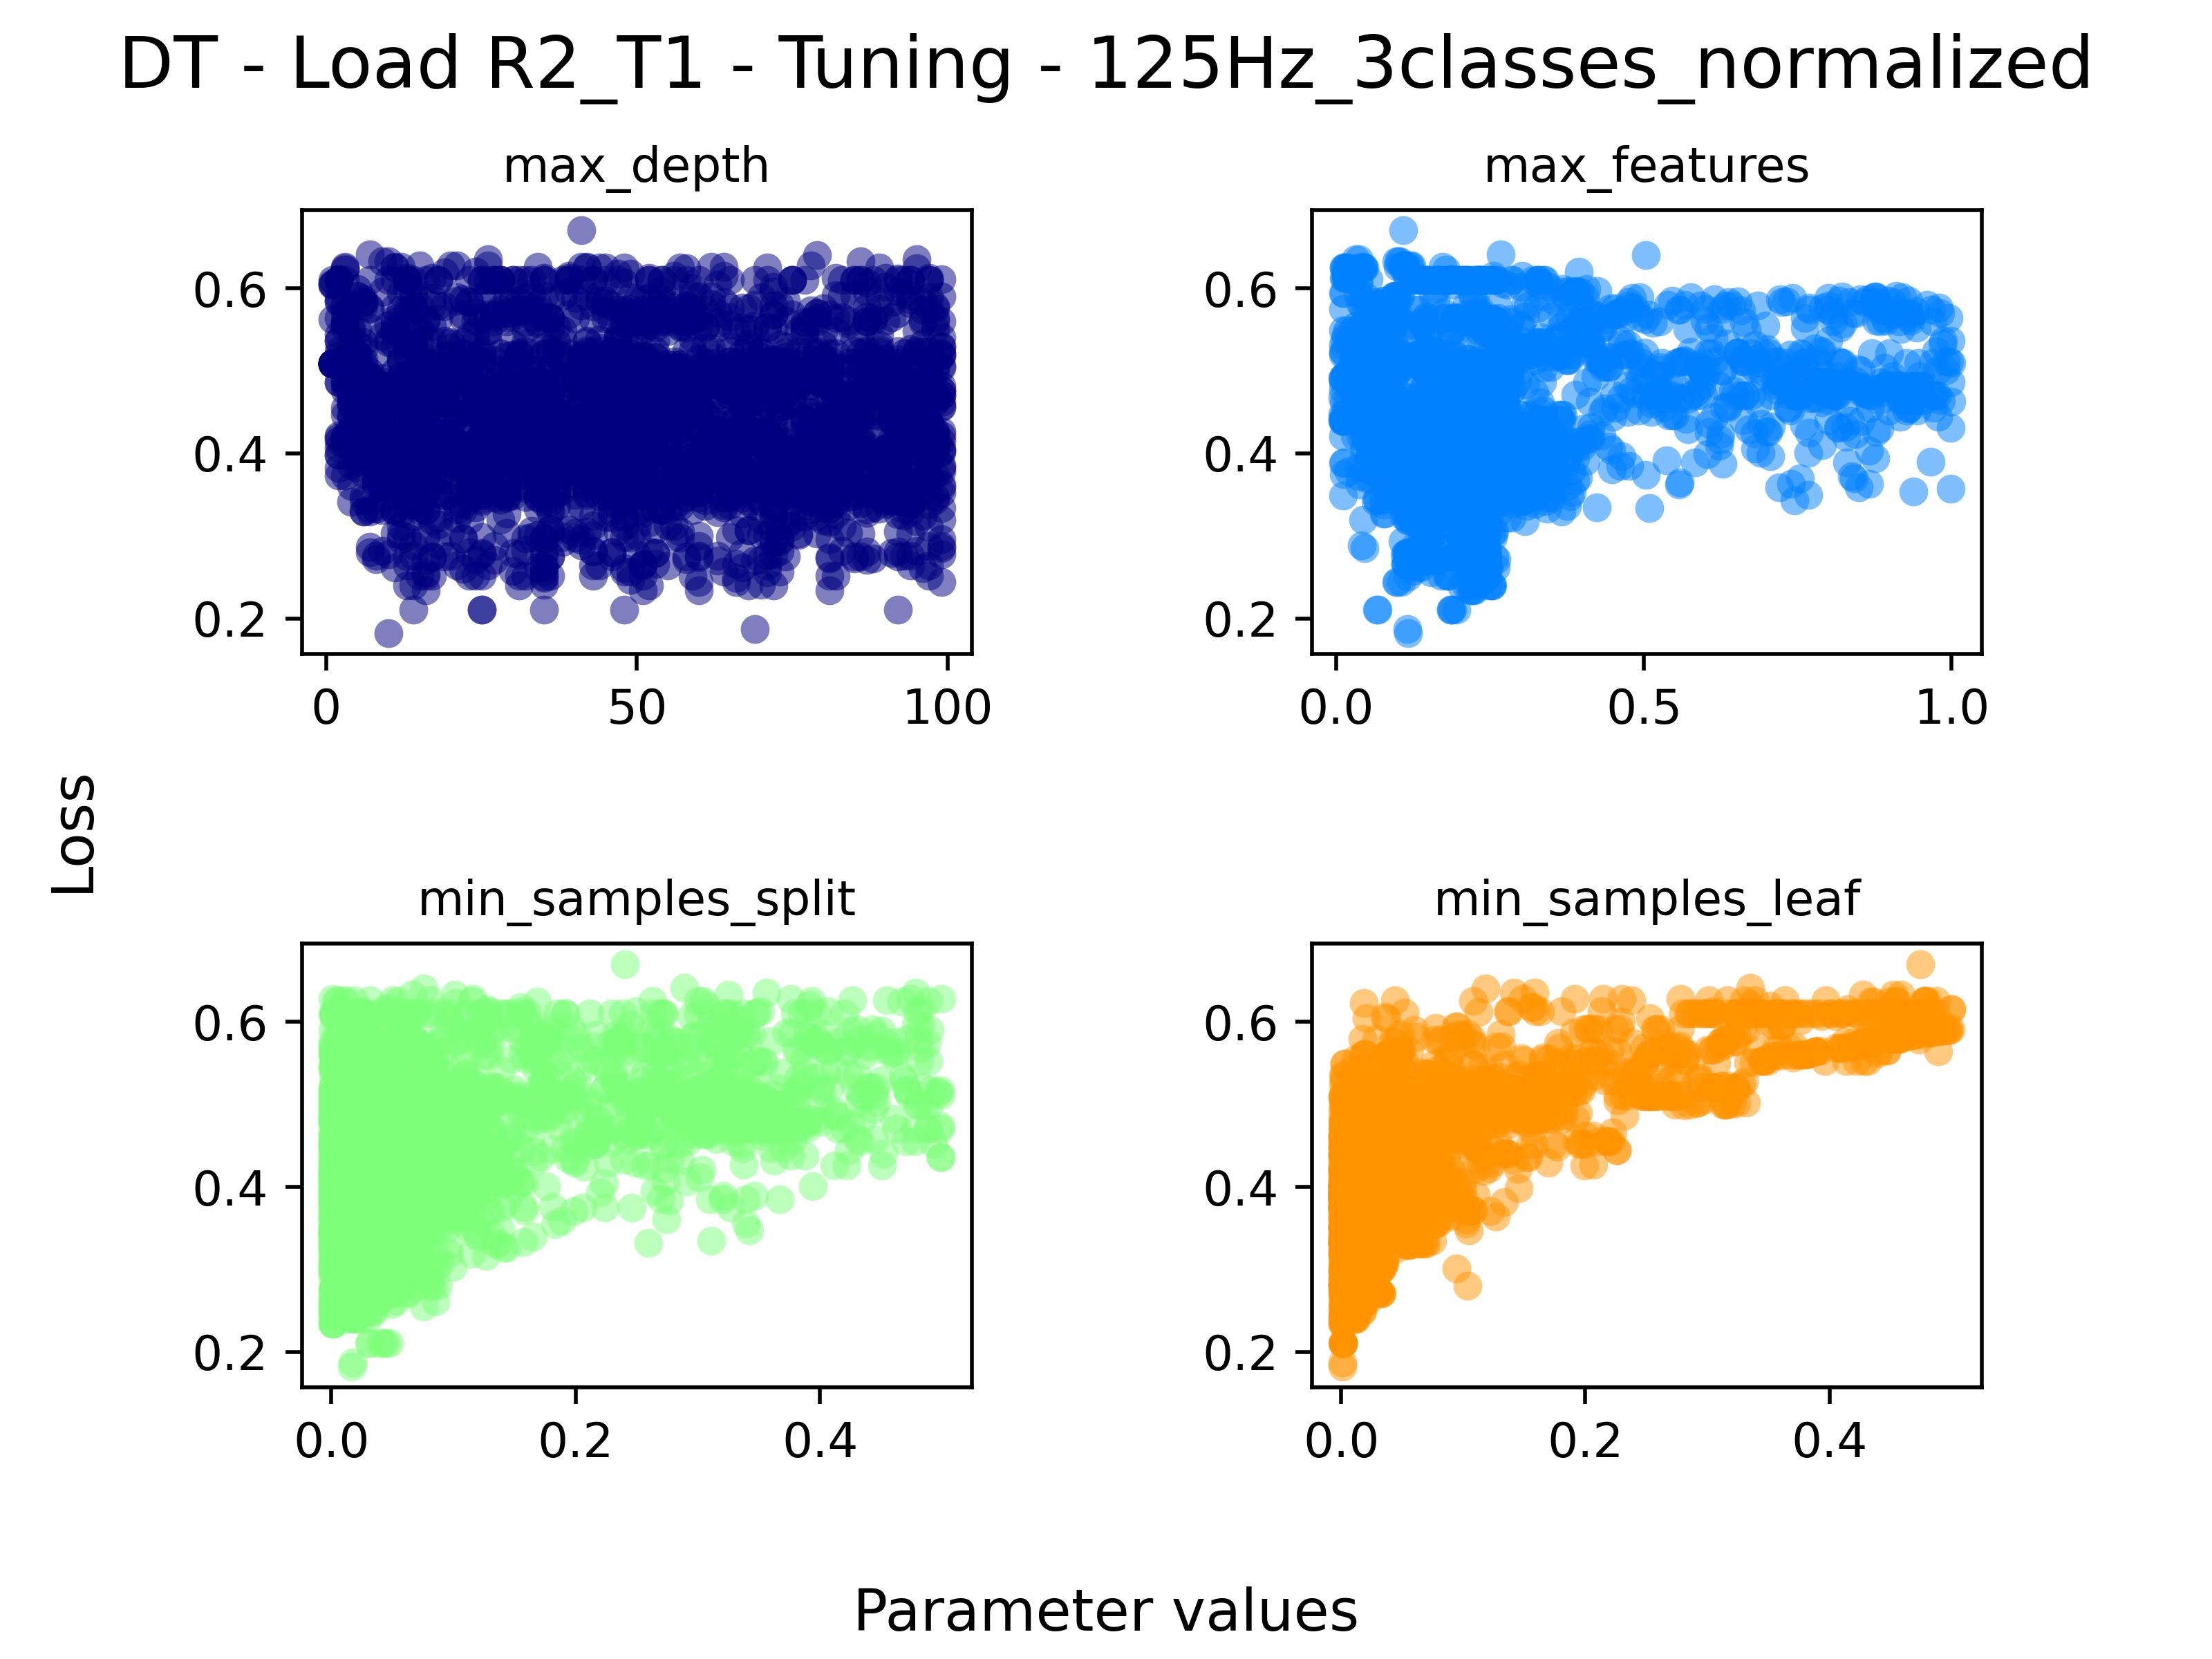 DT - Load R2_T1 - Tuning - 125Hz_3classes_normalized
max_depth
0.6
0.4
0.2
0 50 100
max_features
0.6
0.4
0.2
0.0 0.5 1.0
Loss
min_samples_split
0.6
0.4
0.2
0.0 0.2 0.4
min_samples_leaf
0.6
0.4
0.2
0.0 0.2 0.4
Parameter values